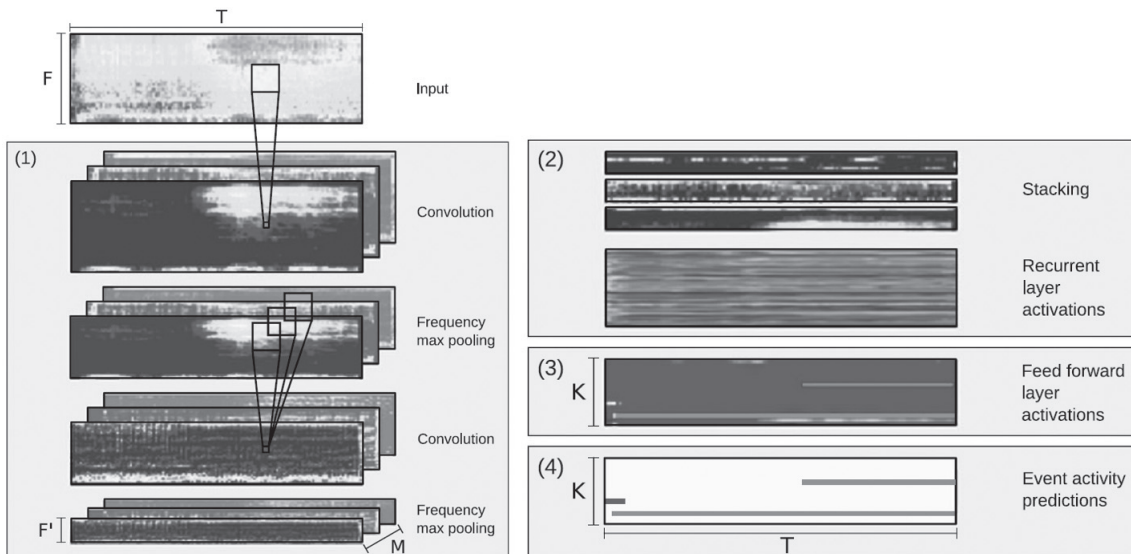 T
F
Input
(1)
Convolution
Frequency
max pooling
Convolution
F'
Frequency
max pooling
M
(2)
Stacking
Recurrent
layer
activations
(3)
K
Feed forward
layer
activations
(4)
K
Event activity
predictions
T